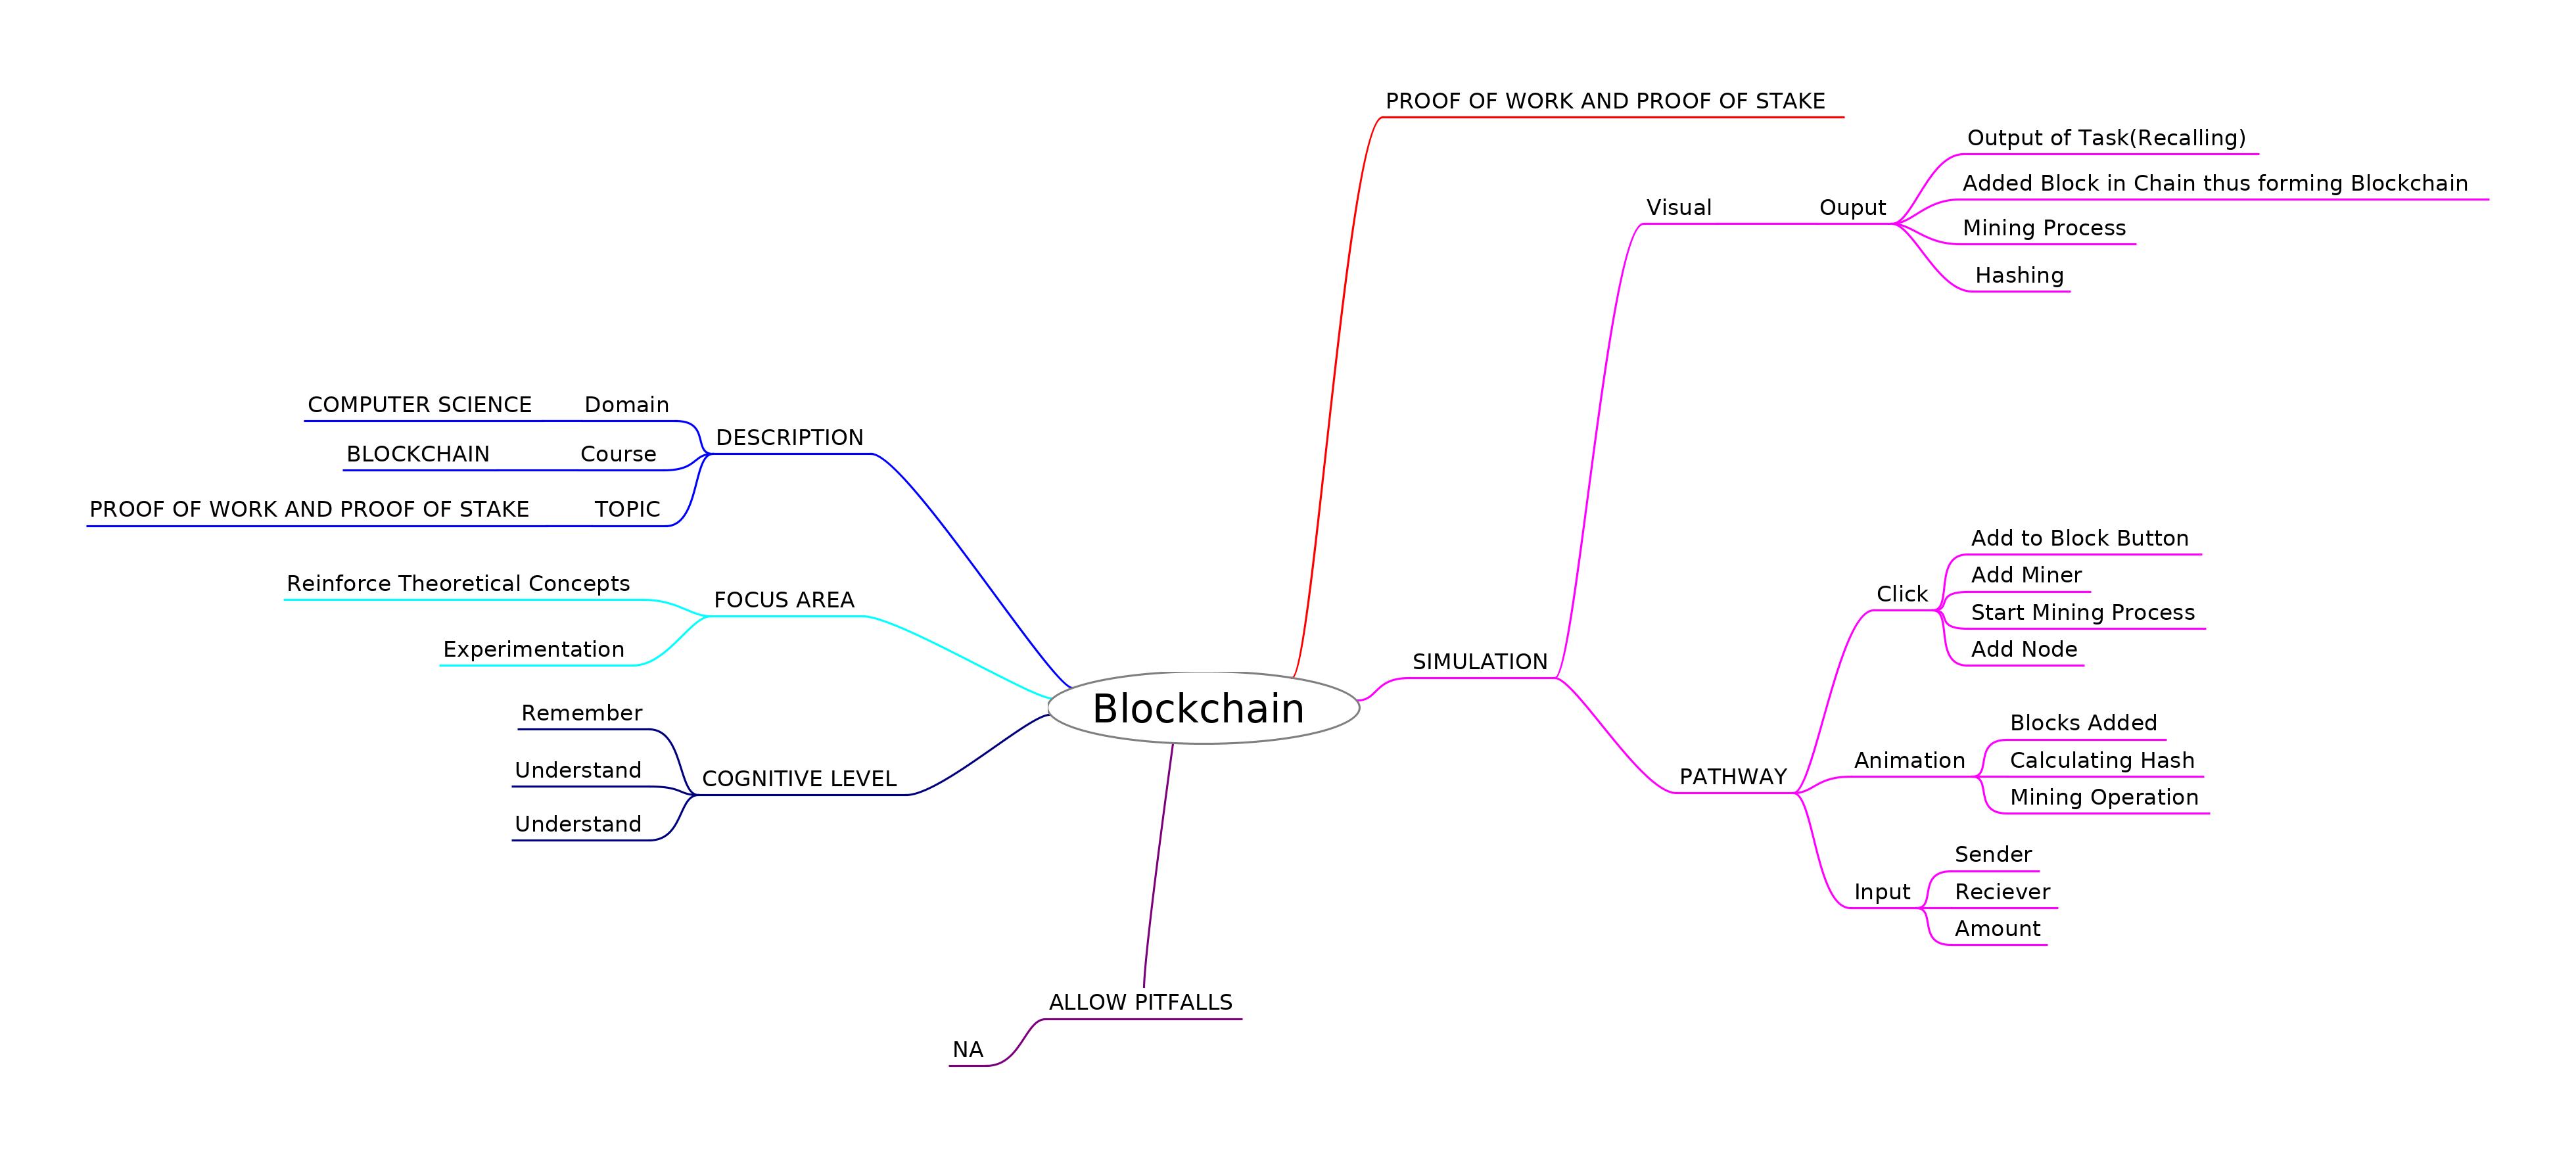 PROOF OF WORK AND PROOF OF STAKE
Output of Task(Recalling)
Added Block in Chain thus forming Blockchain
Visual
Ouput
Mining Process
Hashing
COMPUTER SCIENCE
Domain
DESCRIPTION
BLOCKCHAIN
Course
PROOF OF WORK AND PROOF OF STAKE
TOPIC
Reinforce Theoretical Concepts
FOCUS AREA
Experimentation
Remember
Understand
COGNITIVE LEVEL
Understand
Blockchain
SIMULATION
Add to Block Button
Add Miner
Click
Start Mining Process
Add Node
PATHWAY
Blocks Added
Animation
Calculating Hash
Mining Operation
Sender
Input
Reciever
Amount
ALLOW PITFALLS
NA